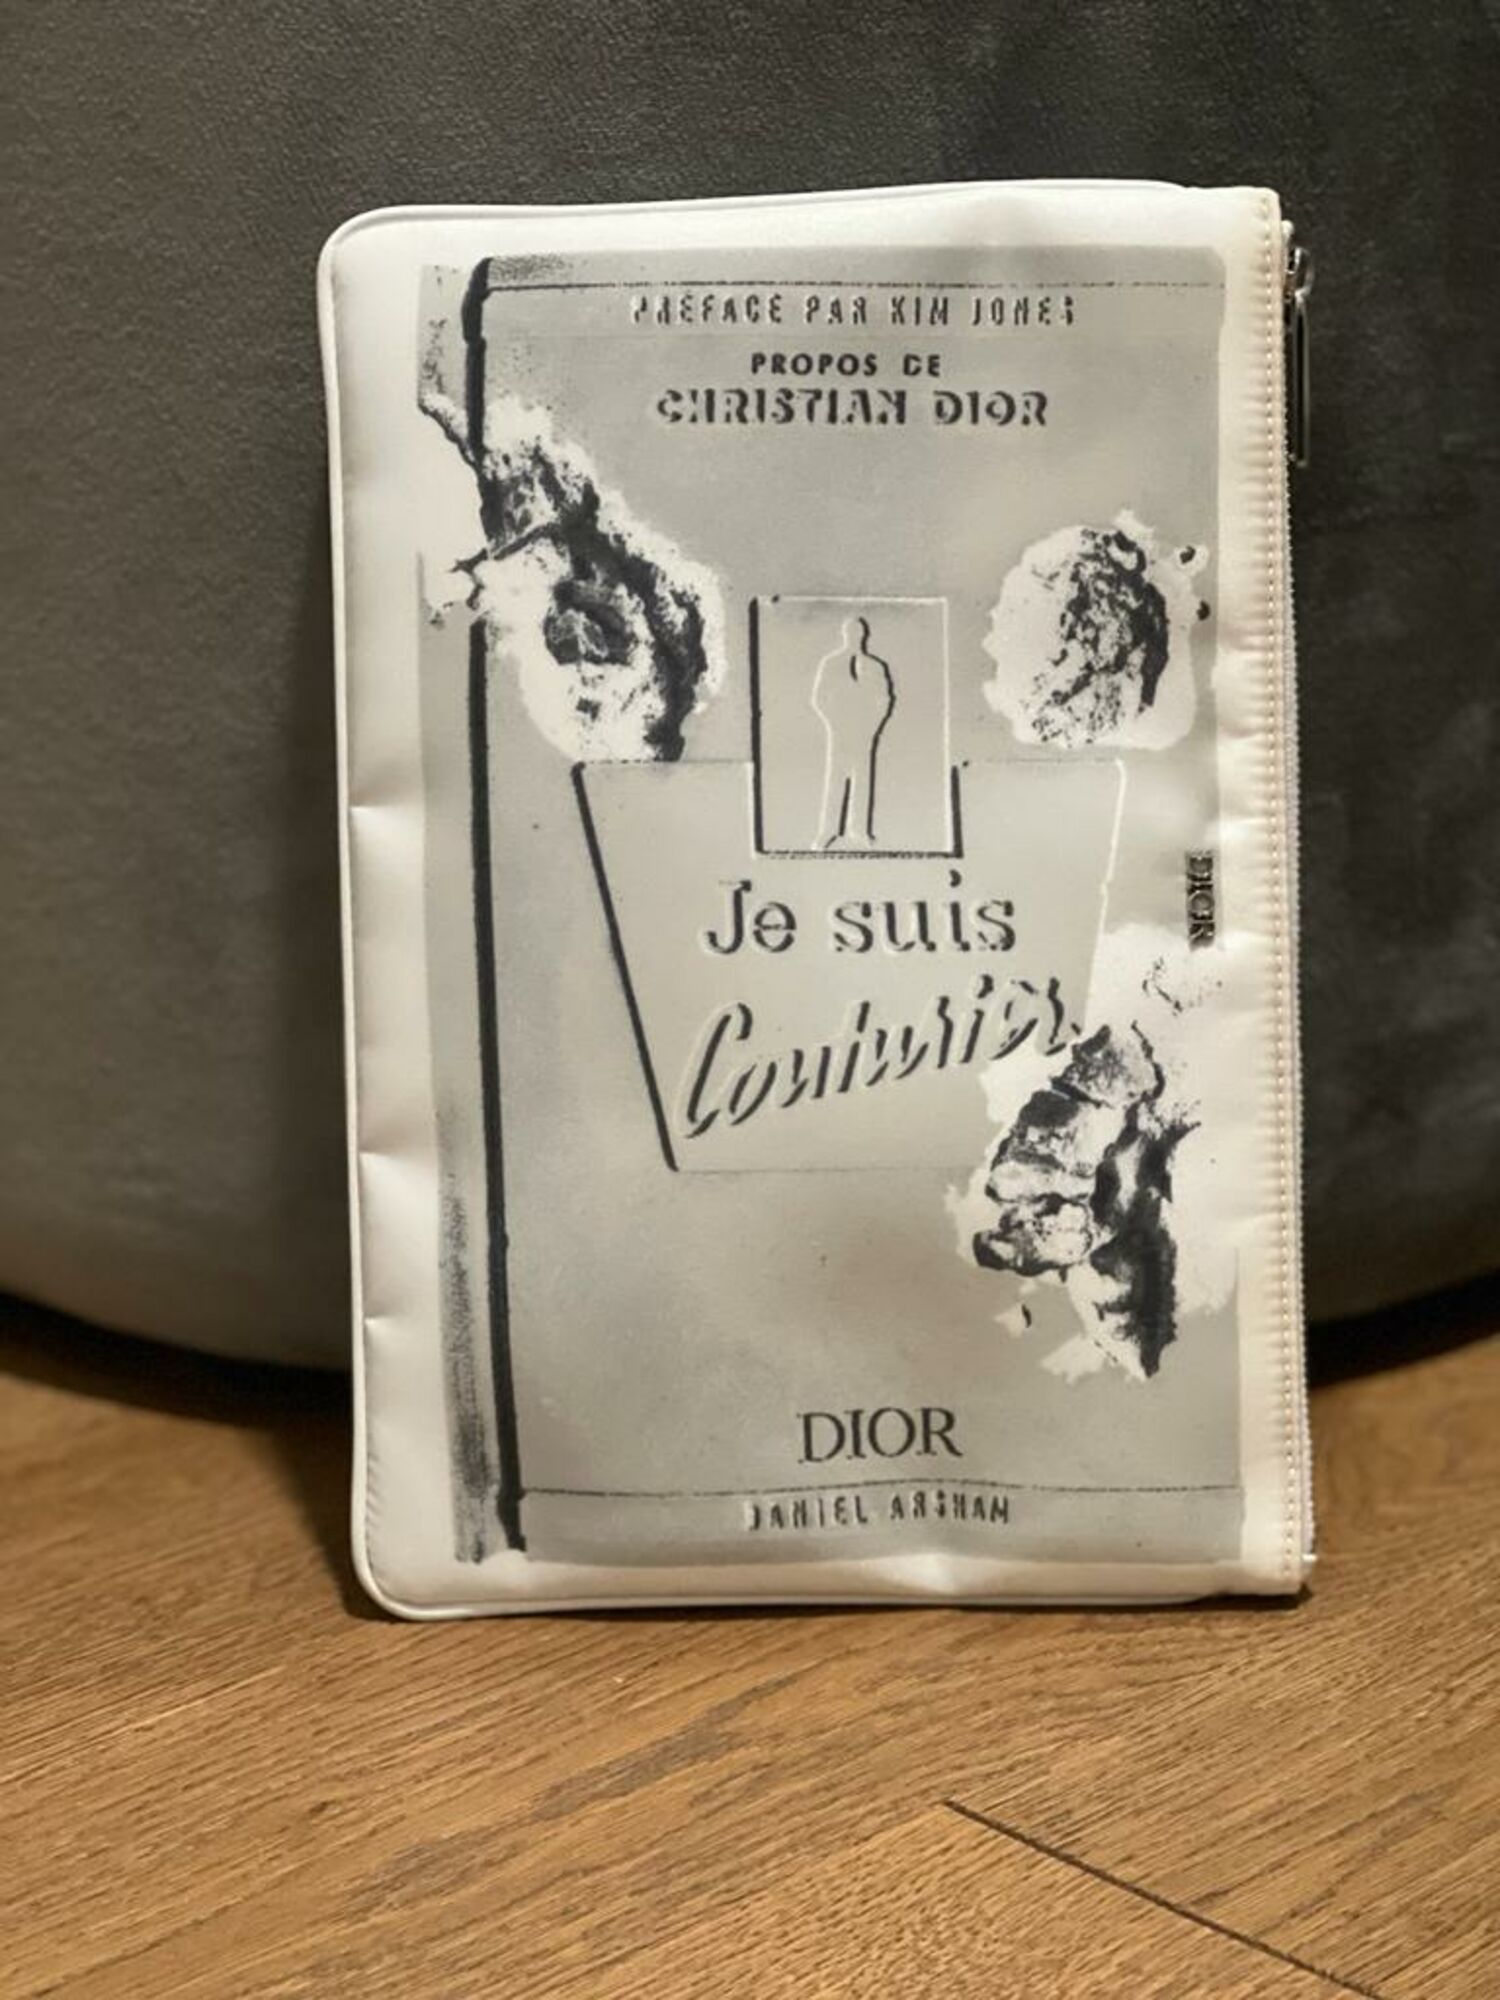 PRÉFACE PAR KIM JONES
PROPOS DE
CHRISTIAN DIOR
Je suis
Couturier
DIOR
DIOR
DANIEL ARSHAM